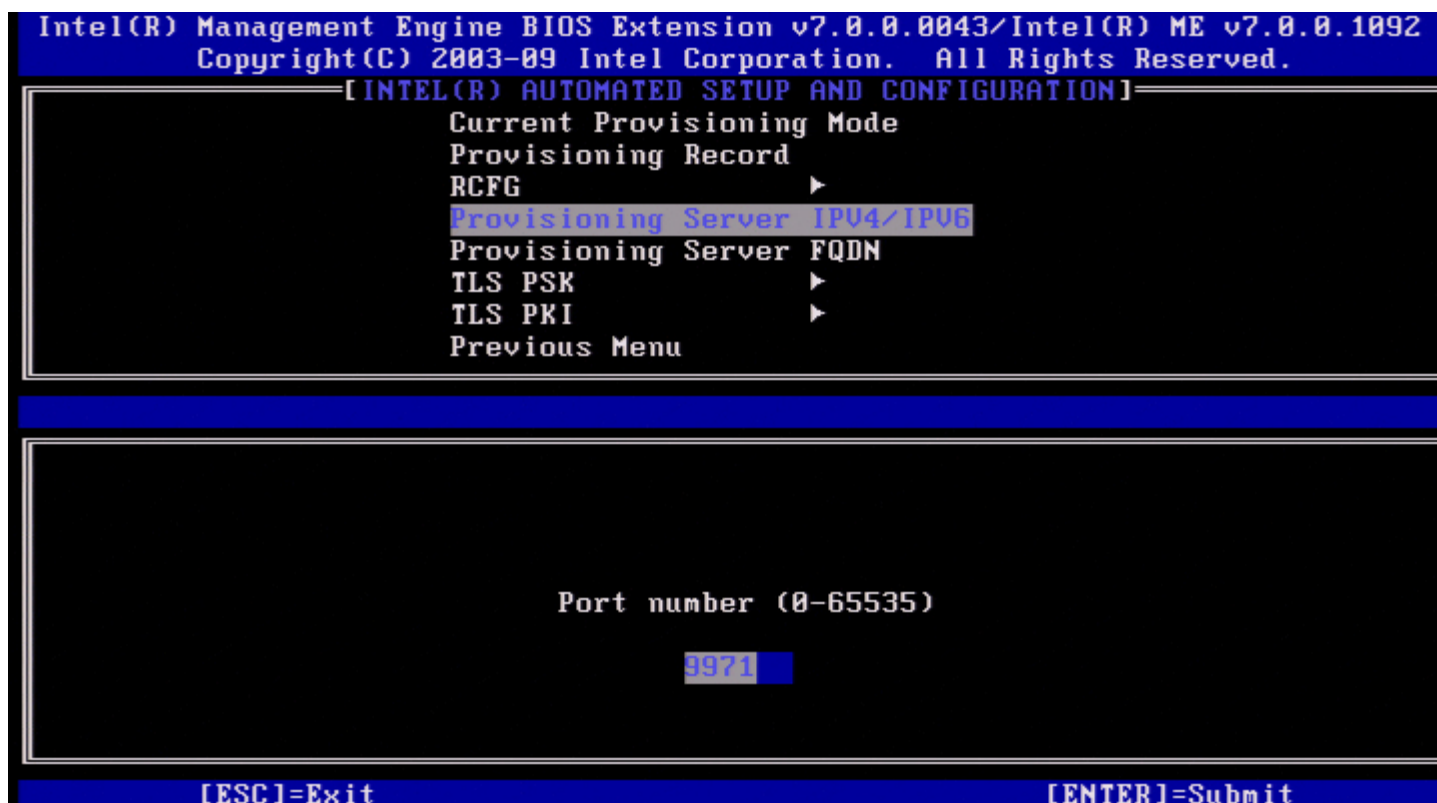 Intel(R) Management Engine BIOS Extension v7.0.0.0043/Intel(R) ME v7.0.0.1092
Copyright(C) 2003-09 Intel Corporation. All Rights Reserved.
[INTEL(R) AUTOMATED SETUP AND CONFIGURATION]
Current Provisioning Mode
Provisioning Record
RCFG ►
Provisioning Server IPV4/IPV6
Provisioning Server FQDN
TLS PSK ►
TLS PKI ►
Previous Menu
Port number (0-65535)
9971
[ESC]=Exit [ENTER]=Submit